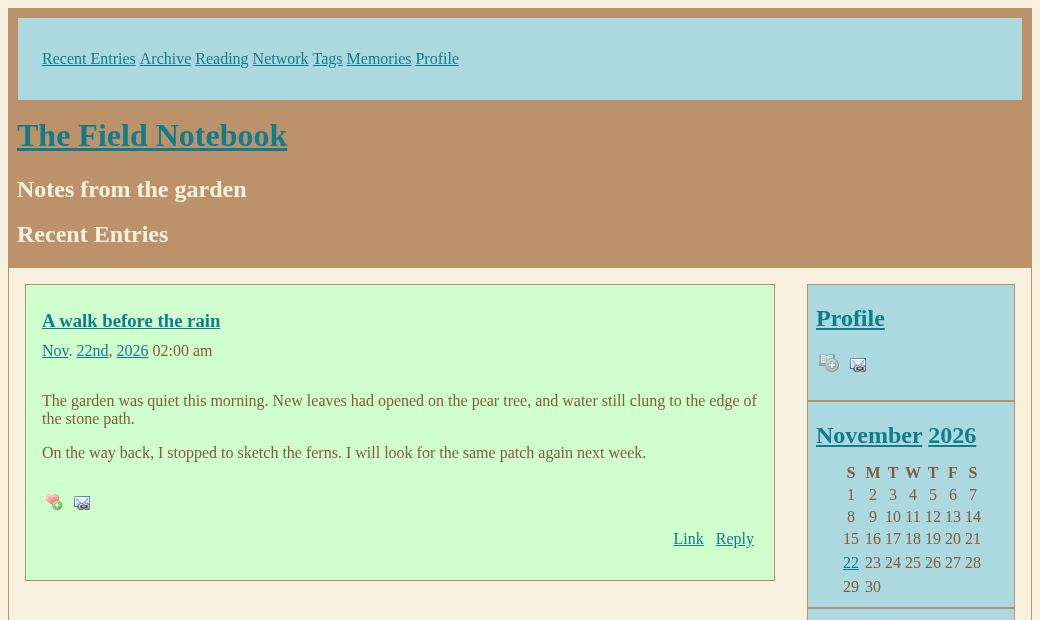 Recent Entries Archive Reading Network Tags Memories Profile
The Field Notebook
Notes from the garden
Recent Entries
A walk before the rain
Nov. 22nd, 2026 02:00 am
The garden was quiet this morning. New leaves had opened on the pear tree, and water still clung to the edge of
the stone path.
On the way back, I stopped to sketch the ferns. I will look for the same patch again next week.
Link Reply
Profile
November 2026
S M T W T F S
1 2 3 4 5 6 7
8 9 10 11 12 13 14
15 16 17 18 19 20 21
22 23 24 25 26 27 28
29 30